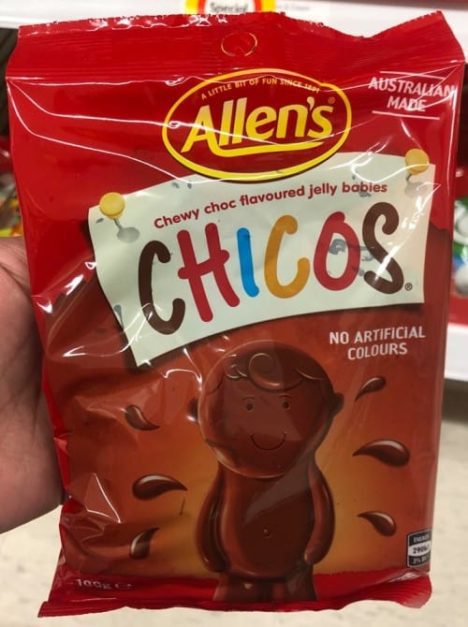 Special
A LITTLE BIT OF FUN SINCE 1891
AUSTRALIAN
MADE
Allen's
Chewy choc flavoured jelly babies
CHICOS®
NO ARTIFICIAL
COLOURS
ENERGY